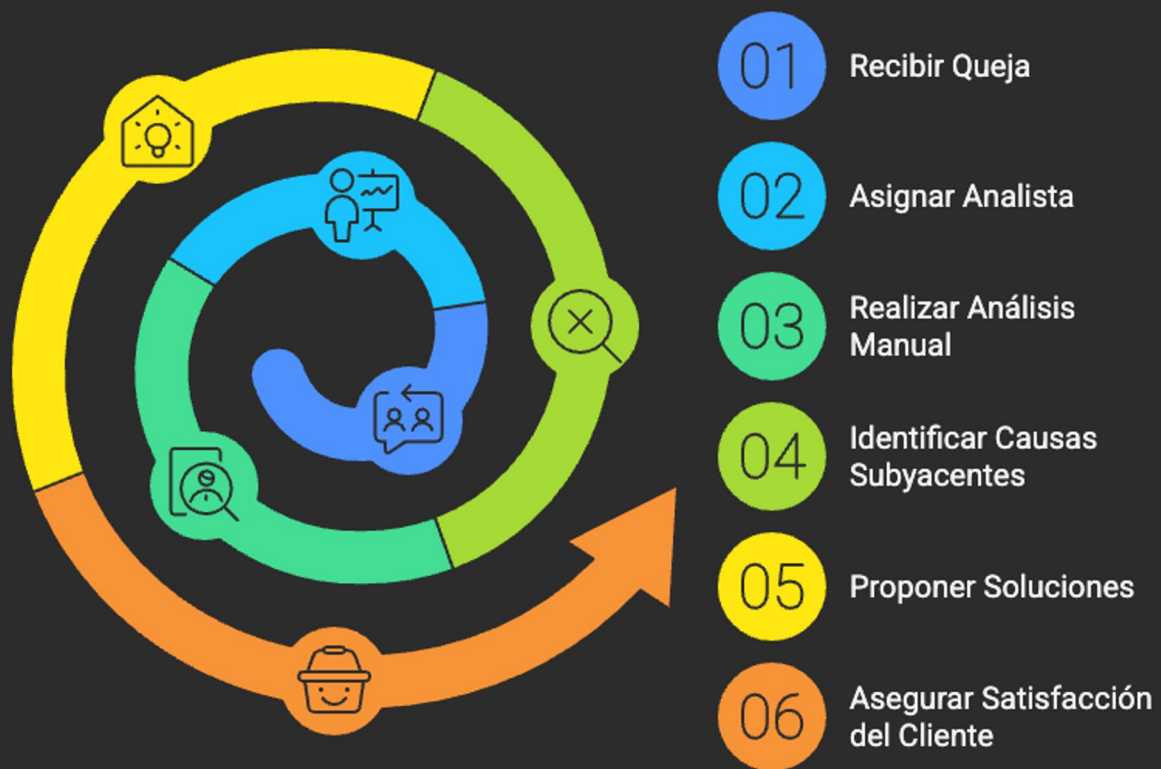 01
Recibir Queja
02
Asignar Analista
03
Realizar Análisis
Manual
04
Identificar Causas
Subyacentes
05
Proponer Soluciones
06
Asegurar Satisfacción
del Cliente